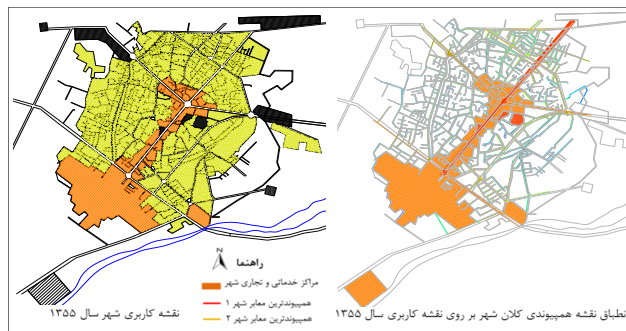 N
راهنما
مراکز خدماتی و تجاری شهر
همپیوندترین معابر شهر ۱
همپیوندترین معابر شهر ۲
نقشه کاربری شهر سال ۱۳۵۵
نطباق نقشه همپیوندی کلان شهر بر روی نقشه کاربری سال ۱۳۵۵